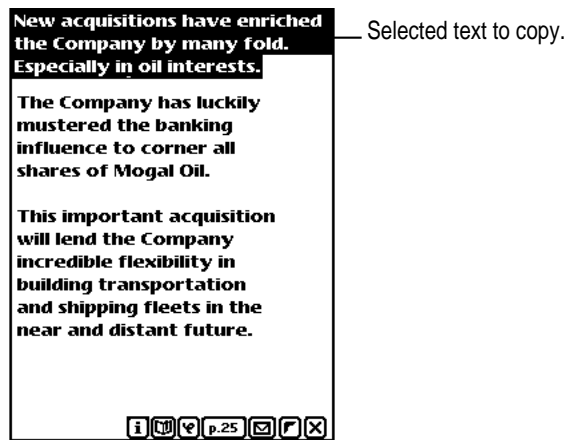 New acquisitions have enriched
the Company by many fold.
Especially in oil interests.
Selected text to copy.
The Company has luckily
mustered the banking
influence to corner all
shares of Mogal Oil.
This important acquisition
will lend the Company
incredible flexibility in
building transportation
and shipping fleets in the
near and distant future.
i
p.25